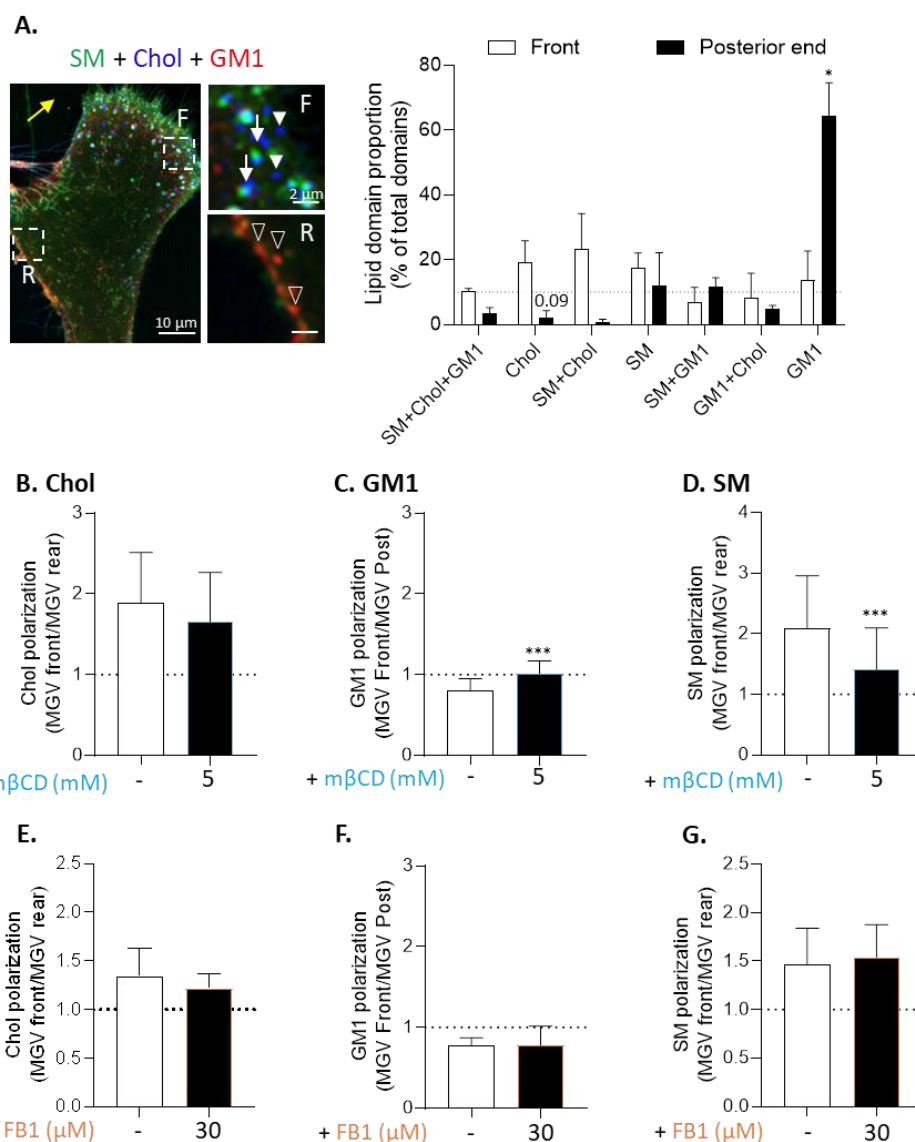 A.
SM + Chol + GM1
F
R
10 µm
F
2 µm
R
Front
Posterior end
Lipid domain proportion
(% of total domains)
80
60
40
20
0
0.09
*
SM+Chol+GM1
Chol
SM+Chol
SM
SM+GM1
GM1+Chol
GM1
B. Chol
Chol polarization
(MGV front/MGV rear)
3
2
1
0
mβCD (mM)
-
5
C. GM1
GM1 polarization
(MGV Front/MGV Post)
3
2
1
0
***
+ mβCD (mM)
-
5
D. SM
SM polarization
(MGV front/MGV rear)
4
3
2
1
0
***
+ mβCD (mM)
-
5
E.
Chol polarization
(MGV front/MGV rear)
2.5
2.0
1.5
1.0
0.5
0.0
FB1 (µM)
-
30
F.
GM1 polarization
(MGV Front/MGV Post)
3
2
1
0
+ FB1 (µM)
-
30
G.
SM polarization
(MGV front/MGV rear)
2.5
2.0
1.5
1.0
0.5
0.0
+ FB1 (µM)
-
30